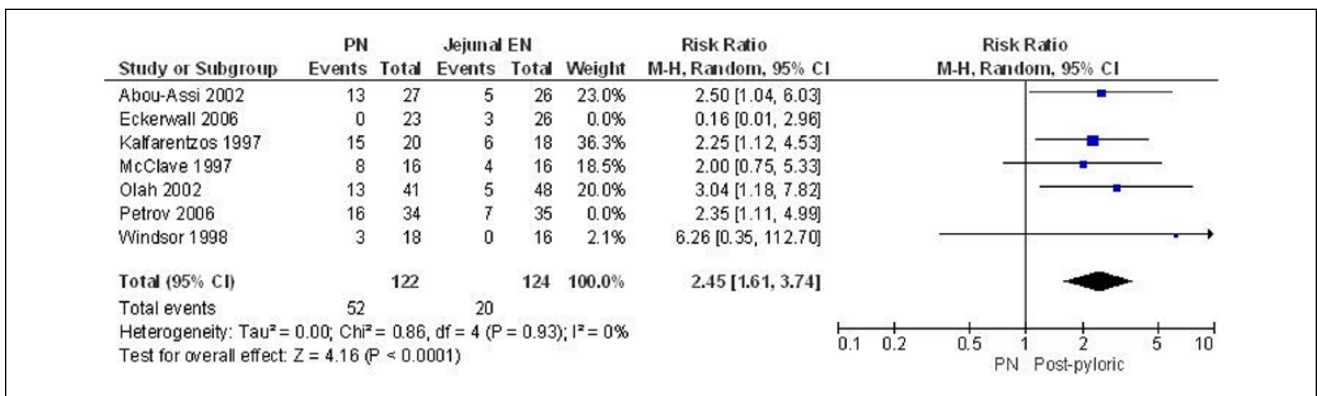 PN Jejunal EN Risk Ratio Risk Ratio
Study or Subgroup Events Total Events Total Weight M-H, Random, 95% CI M-H, Random, 95% CI
Abou-Assi 2002 13 27 5 26 23.0% 2.50 [1.04, 6.03]
Eckerwall 2006 0 23 3 26 0.0% 0.16 [0.01, 2.96]
Kalfarentzos 1997 15 20 6 18 36.3% 2.25 [1.12, 4.53]
McClave 1997 8 16 4 16 18.5% 2.00 [0.75, 5.33]
Olah 2002 13 41 5 48 20.0% 3.04 [1.18, 7.82]
Petrov 2006 16 34 7 35 0.0% 2.35 [1.11, 4.99]
Windsor 1998 3 18 0 16 2.1% 6.26 [0.35, 112.70]
Total (95% CI) 122 124 100.0% 2.45 [1.61, 3.74]
Total events 52 20
Heterogeneity: Tau² = 0.00; Chi² = 0.86, df = 4 (P = 0.93); I² = 0%
Test for overall effect: Z = 4.16 (P < 0.0001)
0.1 0.2 0.5 1 2 5 10
PN Post-pyloric